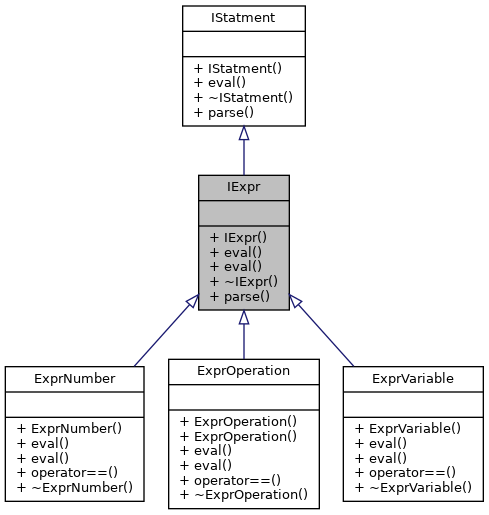 IStatment
+ IStatment()
+ eval()
+ ~IStatment()
+ parse()
IExpr
+ IExpr()
+ eval()
+ eval()
+ ~IExpr()
+ parse()
ExprNumber
+ ExprNumber()
+ eval()
+ eval()
+ operator==()
+ ~ExprNumber()
ExprOperation
+ ExprOperation()
+ ExprOperation()
+ eval()
+ eval()
+ operator==()
+ ~ExprOperation()
ExprVariable
+ ExprVariable()
+ eval()
+ eval()
+ operator==()
+ ~ExprVariable()